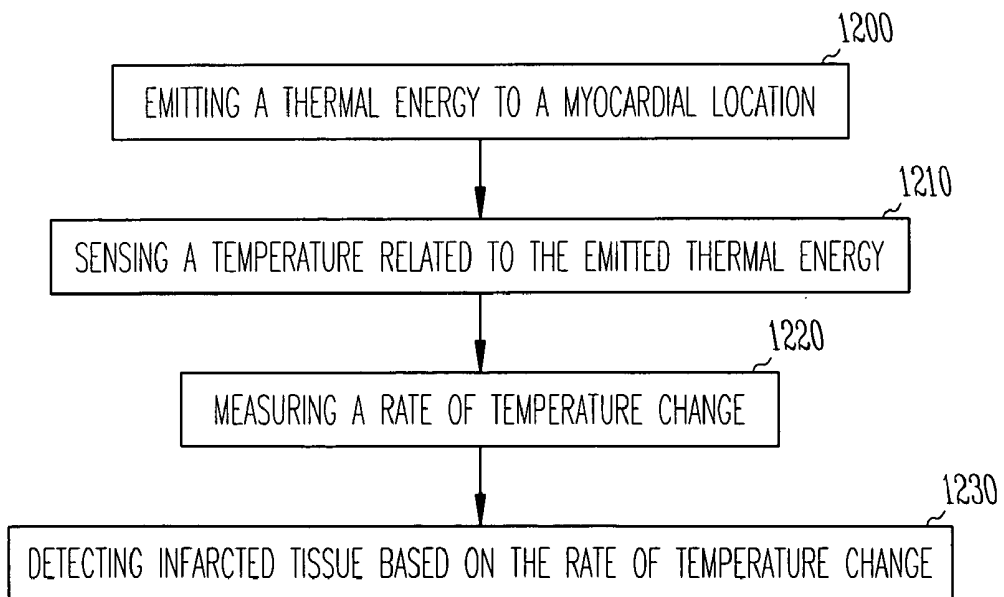 1200
EMITTING A THERMAL ENERGY TO A MYOCARDIAL LOCATION
1210
SENSING A TEMPERATURE RELATED TO THE EMITTED THERMAL ENERGY
1220
MEASURING A RATE OF TEMPERATURE CHANGE
1230
DETECTING INFARCTED TISSUE BASED ON THE RATE OF TEMPERATURE CHANGE